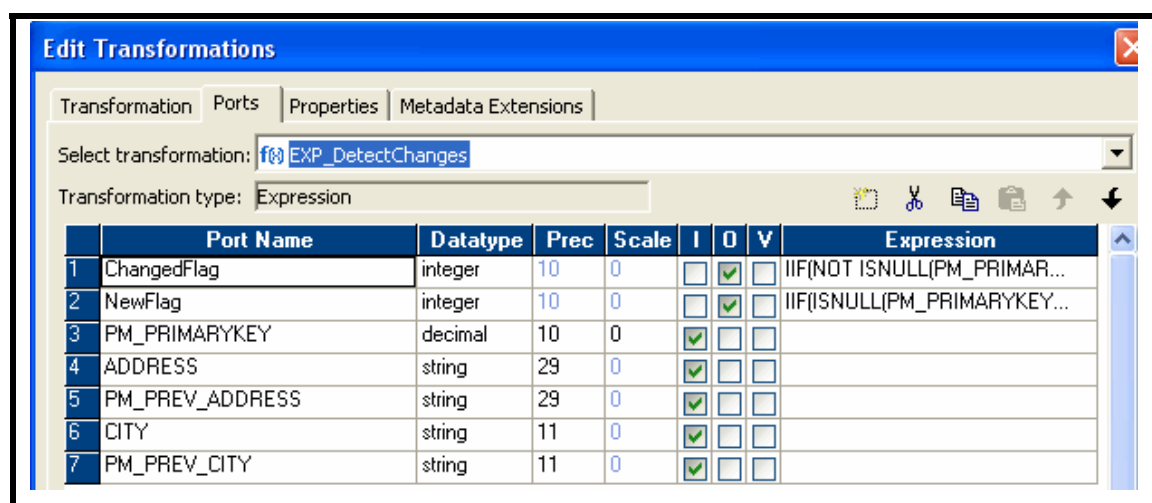 Edit Transformations
Transformation Ports Properties Metadata Extensions
Select transformation: f(x) EXP_DetectChanges
Transformation type: Expression
Port Name Datatype Prec Scale I O V Expression
1 ChangedFlag integer 10 0 IIF(NOT ISNULL(PM_PRIMAR...
2 NewFlag integer 10 0 IIF(ISNULL(PM_PRIMARYKEY...
3 PM_PRIMARYKEY decimal 10 0
4 ADDRESS string 29 0
5 PM_PREV_ADDRESS string 29 0
6 CITY string 11 0
7 PM_PREV_CITY string 11 0